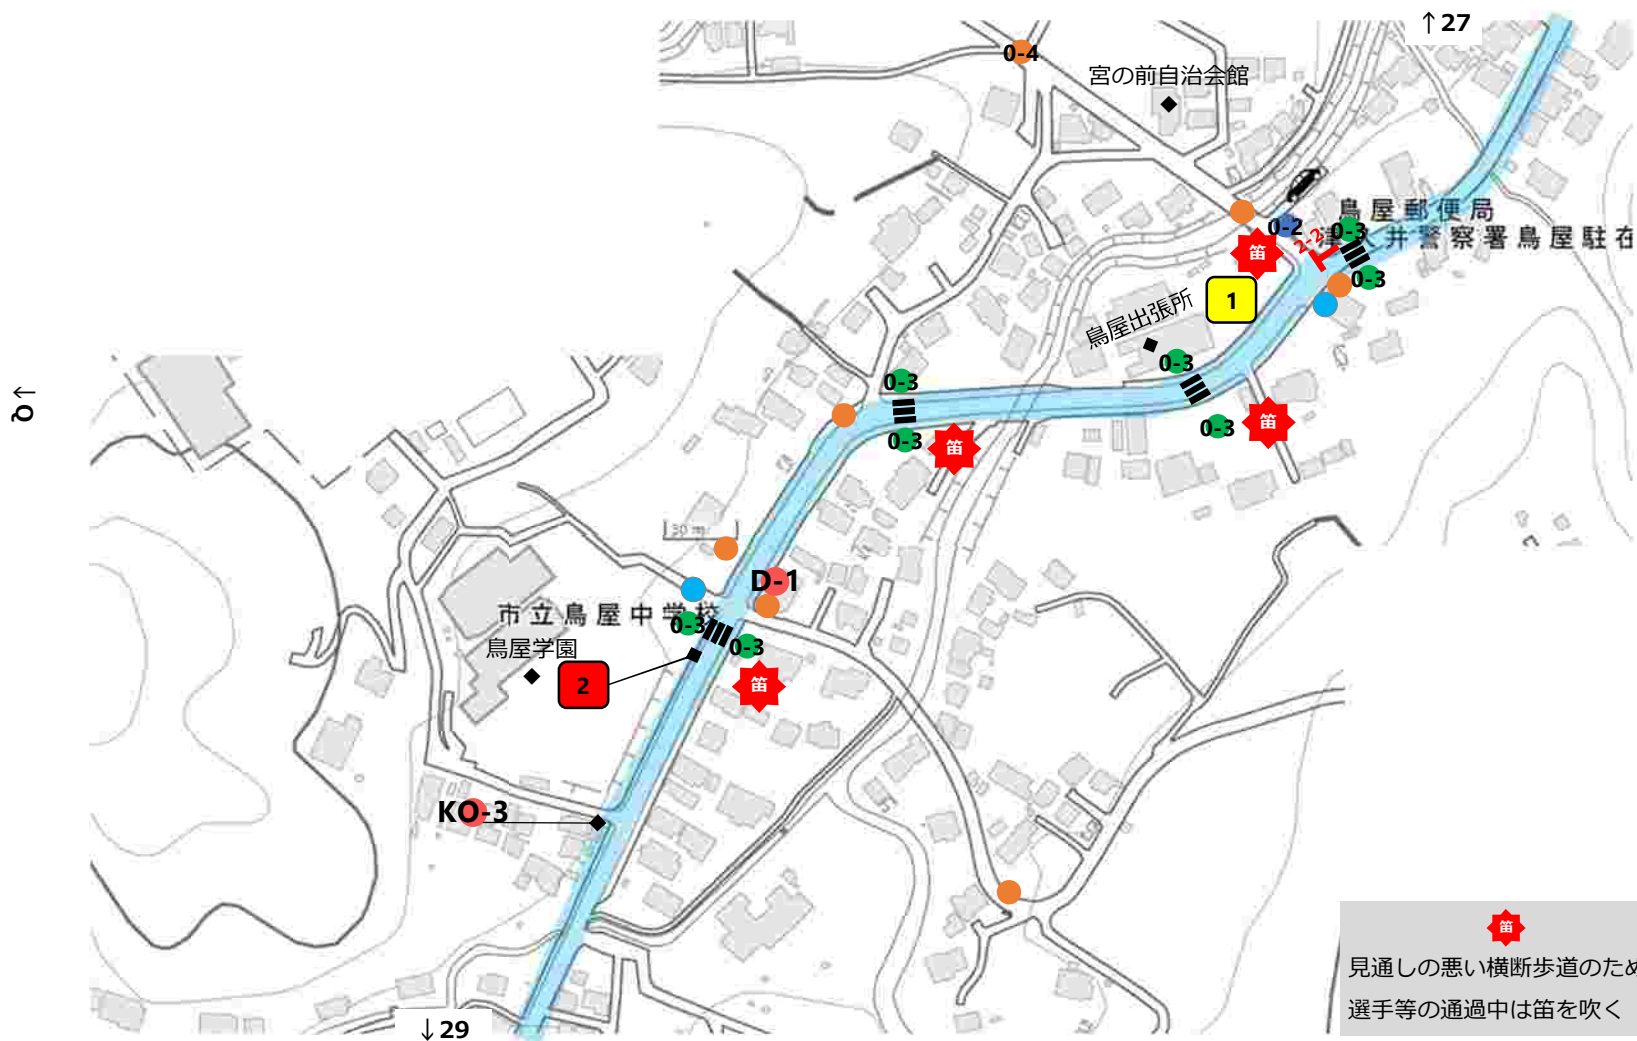 ↑27
0-4
宮の前自治会館
鳥屋郵便局
0-2
0-3
2-2
井警察署鳥屋駐在
笛
0-3
1
鳥屋出張所
0-3
0-3
←9
0-3
笛
0-3
笛
30 m
D-1
市立鳥屋中学校
0-3
鳥屋学園
0-3
2
笛
KO-3
笛
見通しの悪い横断歩道のため
選手等の通過中は笛を吹く
↓29